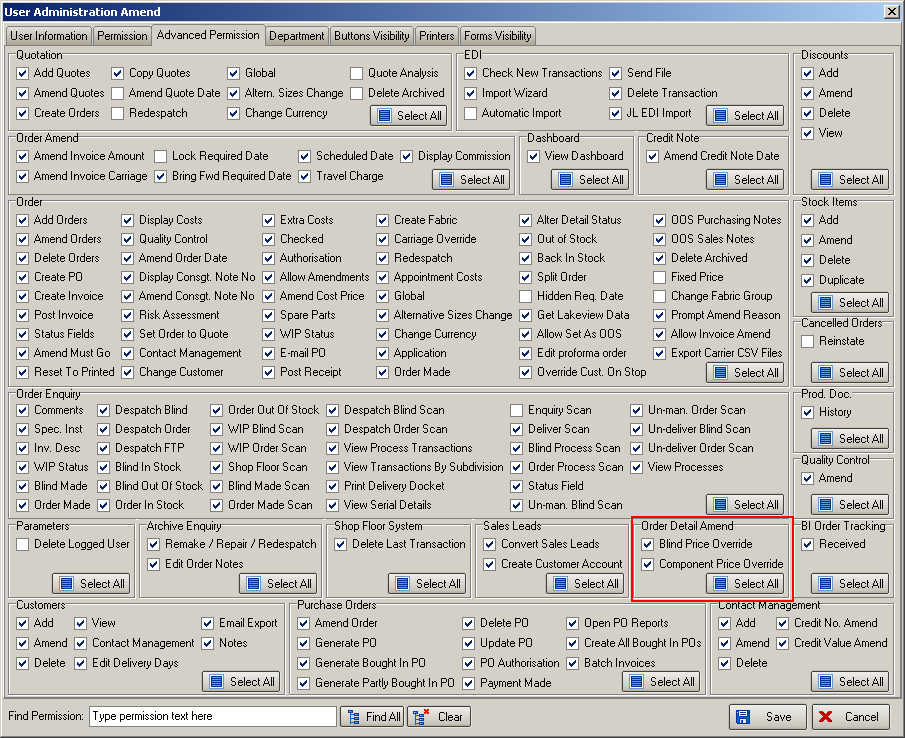 User Administration Amend
User Information Permission Advanced Permission Department Buttons Visibility Printers Forms Visibility
Quotation
Add Quotes Copy Quotes Global Quote Analysis
Amend Quotes Amend Quote Date Altern. Sizes Change Delete Archived
Create Orders Redespatch Change Currency Select All
EDI
Check New Transactions Send File
Import Wizard Delete Transaction
Automatic Import JL EDI Import Select All
Discounts
Add
Amend
Delete
View
Select All
Order Amend
Amend Invoice Amount Lock Required Date Scheduled Date Display Commission
Amend Invoice Carriage Bring Fwd Required Date Travel Charge Select All
Dashboard
View Dashboard
Select All
Credit Note
Amend Credit Note Date
Select All
Order
Add Orders Display Costs Extra Costs Create Fabric Alter Detail Status OOS Purchasing Notes
Amend Orders Quality Control Checked Carriage Override Out of Stock OOS Sales Notes
Delete Orders Amend Order Date Authorisation Redespatch Back In Stock Delete Archived
Create PO Display Consgt. Note No Allow Amendments Appointment Costs Split Order Fixed Price
Create Invoice Amend Consgt. Note No Amend Cost Price Global Hidden Req. Date Change Fabric Group
Post Invoice Risk Assessment Spare Parts Alternative Sizes Change Get Lakeview Data Prompt Amend Reason
Status Fields Set Order to Quote WIP Status Change Currency Allow Set As OOS Allow Invoice Amend
Amend Must Go Contact Management E-mail PO Application Edit proforma order Export Carrier CSV Files
Reset To Printed Change Customer Post Receipt Order Made Override Cust. On Stop Select All
Stock Items
Add
Amend
Delete
Duplicate
Select All
Cancelled Orders
Reinstate
Select All
Order Enquiry
Comments Despatch Blind Order Out Of Stock Despatch Blind Scan Enquiry Scan Un-man. Order Scan
Spec. Inst Despatch Order WIP Blind Scan Despatch Order Scan Deliver Scan Un-deliver Blind Scan
Inv. Desc Despatch FTP WIP Order Scan View Process Transactions Blind Process Scan Un-deliver Order Scan
WIP Status Blind In Stock Shop Floor Scan View Transactions By Subdivision Order Process Scan View Processes
Blind Made Blind Out Of Stock Blind Made Scan Print Delivery Docket Status Field
Order Made Order In Stock Order Made Scan View Serial Details Un-man. Blind Scan Select All
Prod. Doc.
History
Select All
Quality Control
Amend
Select All
Parameters
Delete Logged User
Select All
Archive Enquiry
Remake / Repair / Redespatch
Edit Order Notes
Select All
Shop Floor System
Delete Last Transaction
Select All
Sales Leads
Convert Sales Leads
Create Customer Account
Select All
Order Detail Amend
Blind Price Override
Component Price Override
Select All
BI Order Tracking
Received
Select All
Customers
Add View Email Export
Amend Contact Management Notes
Delete Edit Delivery Days
Select All
Purchase Orders
Amend Order Delete PO Open PO Reports
Generate PO Update PO Create All Bought In POs
Generate Bought In PO PO Authorisation Batch Invoices
Generate Partly Bought In PO Payment Made Select All
Contact Management
Add Credit No. Amend
Amend Credit Value Amend
Delete
Select All
Find Permission: Type permission text here Find All Clear Save Cancel